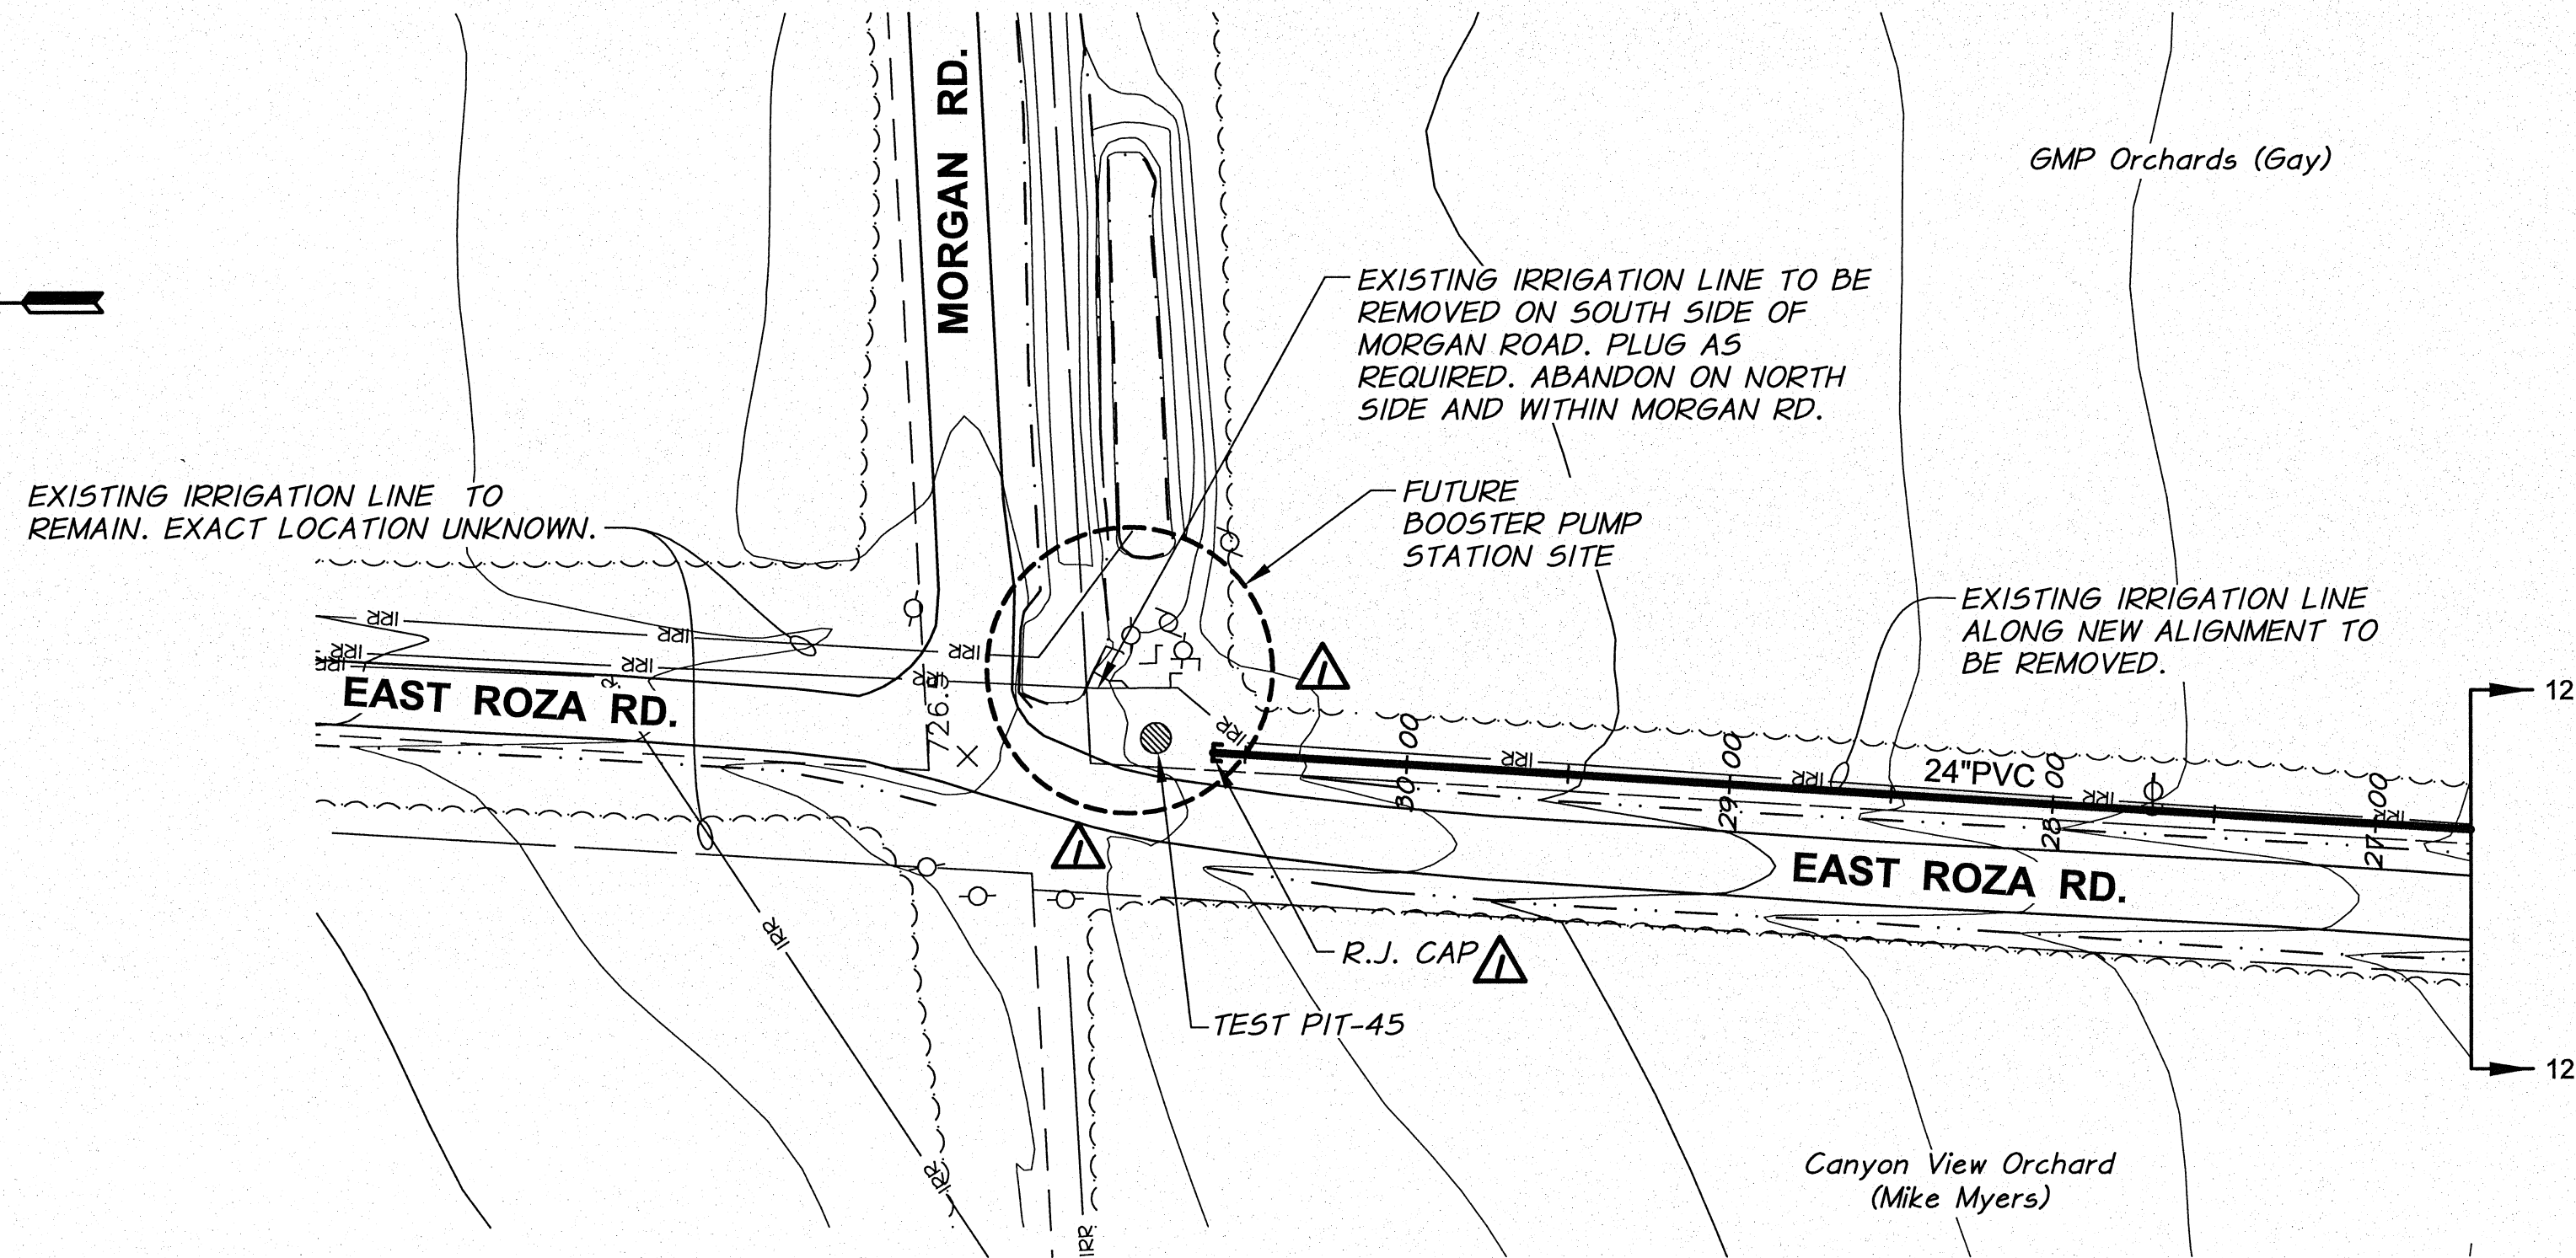 MORGAN RD.
GMP Orchards (Gay)
EXISTING IRRIGATION LINE TO BE
REMOVED ON SOUTH SIDE OF
MORGAN ROAD. PLUG AS
REQUIRED. ABANDON ON NORTH
SIDE AND WITHIN MORGAN RD.
EXISTING IRRIGATION LINE TO
REMAIN. EXACT LOCATION UNKNOWN.
FUTURE
BOOSTER PUMP
STATION SITE
EXISTING IRRIGATION LINE
ALONG NEW ALIGNMENT TO
BE REMOVED.
IRR
IRR
IRR
IRR
IRR
IRR
IRR
EAST ROZA RD.
726.5
IRR
30+00
IRR
29+00
IRR
24"PVC
28+00
IRR
27+00
IRR
12
1
1
EAST ROZA RD.
R.J. CAP
1
TEST PIT-45
IRR
IRR
IRR
12
Canyon View Orchard
(Mike Myers)